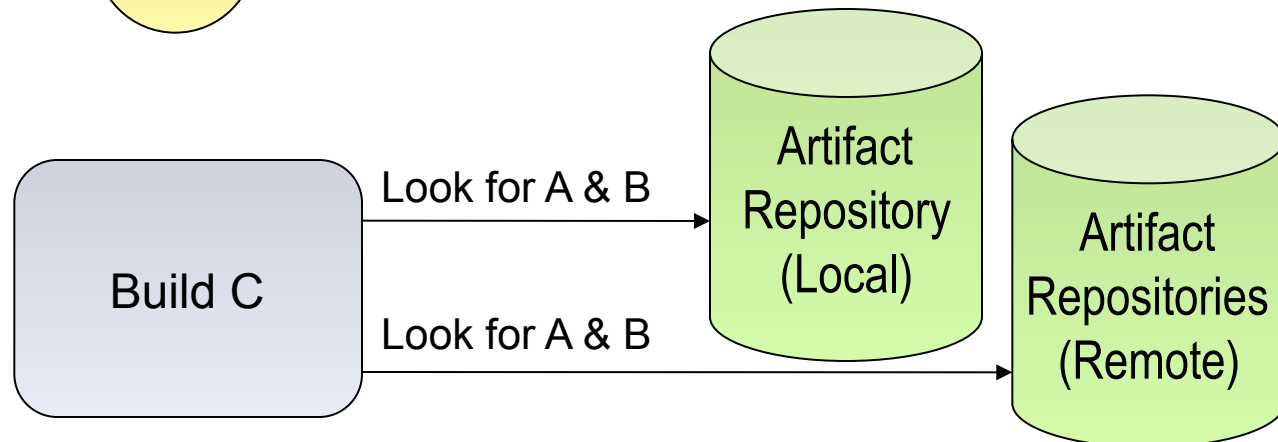 Build C
Look for A & B
Look for A & B
Artifact
Repository
(Local)
Artifact
Repositories
(Remote)